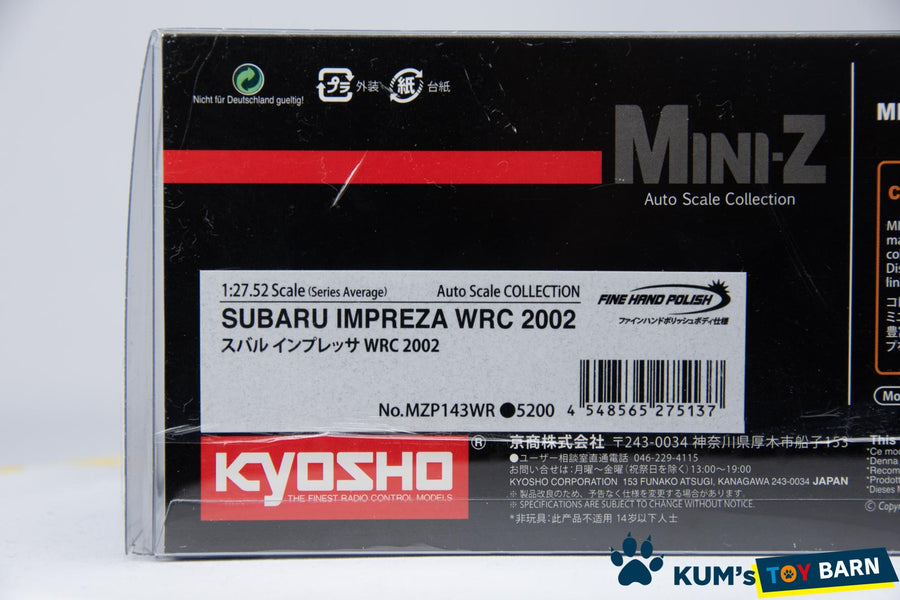 Nicht für Deutschland gueltig!
プラ 外装 紙 台紙
MINI-Z
Auto Scale Collection
1:27.52 Scale (Series Average) Auto Scale COLLECTiON
FINE HAND POLISH
ファインハンドポリッシュボディ仕様
SUBARU IMPREZA WRC 2002
スバル インプレッサ WRC 2002
No.MZP143WR ●5200
4 548565 275137
KYOSHO ®
THE FINEST RADIO CONTROL MODELS
京商株式会社 〒243-0034 神奈川県厚木市船子153
●ユーザー相談室直通電話 046-229-4115
お問い合せは:月曜〜金曜(祝祭日を除く)13:00〜19:00
KYOSHO CORPORATION 153 FUNAKO ATSUGI, KANAGAWA 243-0034 JAPAN
※ 製品改良のため、予告なく仕様を変更する場合があります。
※ SPECIFICATIONS ARE SUBJECT TO CHANGE WITHOUT NOTICE.
*非玩具:此产品不适用 14岁以下人士
This
*Ce mo
*Denna
*Recom
*Prodott
*Dieses M
© Copy
KUM's TOY BARN